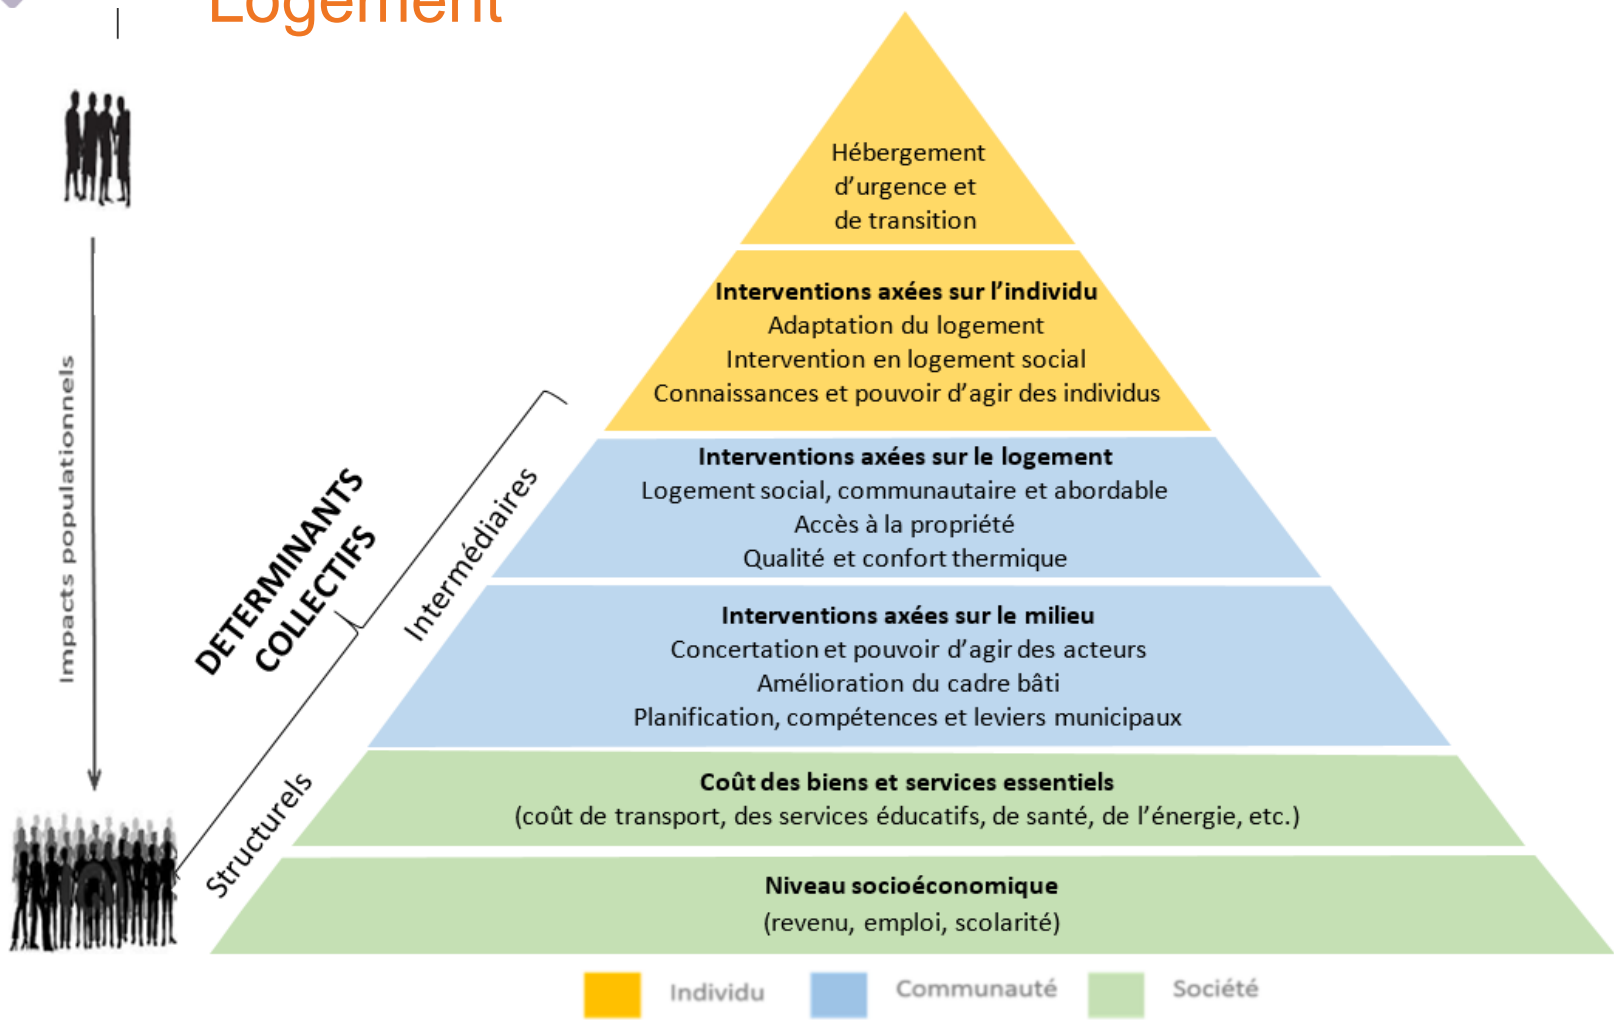 Logement
Hébergement
d’urgence et
de transition
Interventions axées sur l’individu
Adaptation du logement
Intervention en logement social
Connaissances et pouvoir d’agir des individus
Interventions axées sur le logement
Logement social, communautaire et abordable
Accès à la propriété
Qualité et confort thermique
Interventions axées sur le milieu
Concertation et pouvoir d’agir des acteurs
Amélioration du cadre bâti
Planification, compétences et leviers municipaux
Coût des biens et services essentiels
(coût de transport, des services éducatifs, de santé, de l’énergie, etc.)
Niveau socioéconomique
(revenu, emploi, scolarité)
Impacts populationnels
DETERMINANTS
COLLECTIFS
Intermédiaires
Structurels
Individu
Communauté
Société